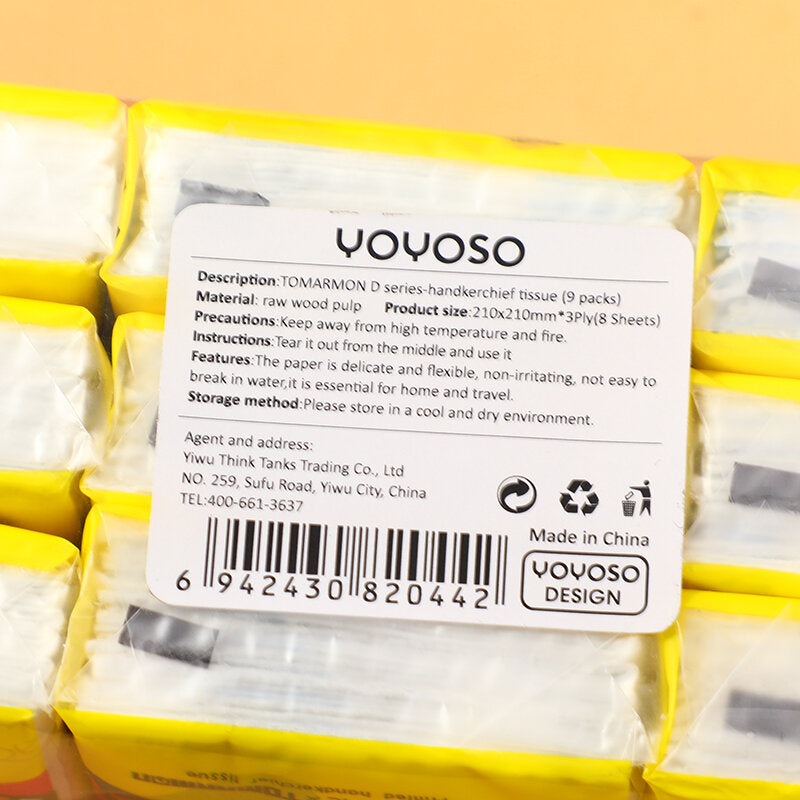 YOYOSO
Description:TOMARMON D series-handkerchief tissue (9 packs)
Material: raw wood pulp Product size:210x210mm*3Ply(8 Sheets)
Precautions:Keep away from high temperature and fire.
Instructions:Tear it out from the middle and use it
Features:The paper is delicate and flexible, non-irritating, not easy to
break in water,it is essential for home and travel.
Storage method:Please store in a cool and dry environment.
Agent and address:
Yiwu Think Tanks Trading Co., Ltd
NO. 259, Sufu Road, Yiwu City, China
TEL:400-661-3637
Made in China
6 942430 820442
YOYOSO
DESIGN
handkerchief tissue